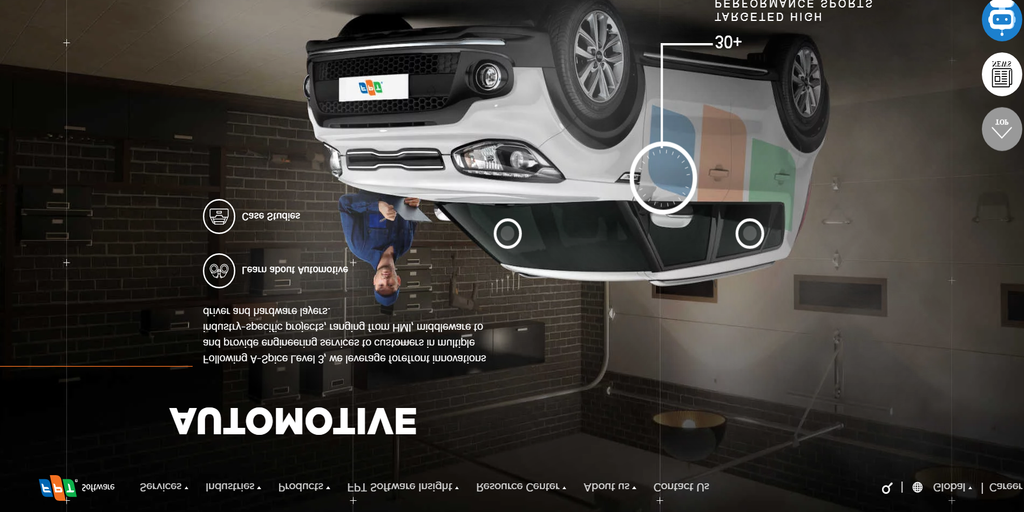 FPT Software
Services
Industries
Products
FPT Software Insight
Resource Center
About us
Contact Us
Global
Career
AUTOMOTIVE
Following A-Spice Level 3, we leverage forefront innovations
and provide engineering services to customers in multiple
industry-specific projects, ranging from HMI, middleware to
driver and hardware layers.
Learn about Automotive
Case Studies
FPT
30+
TARGETED HIGH
PERFORMANCE SPORTS
TOP
NEWS